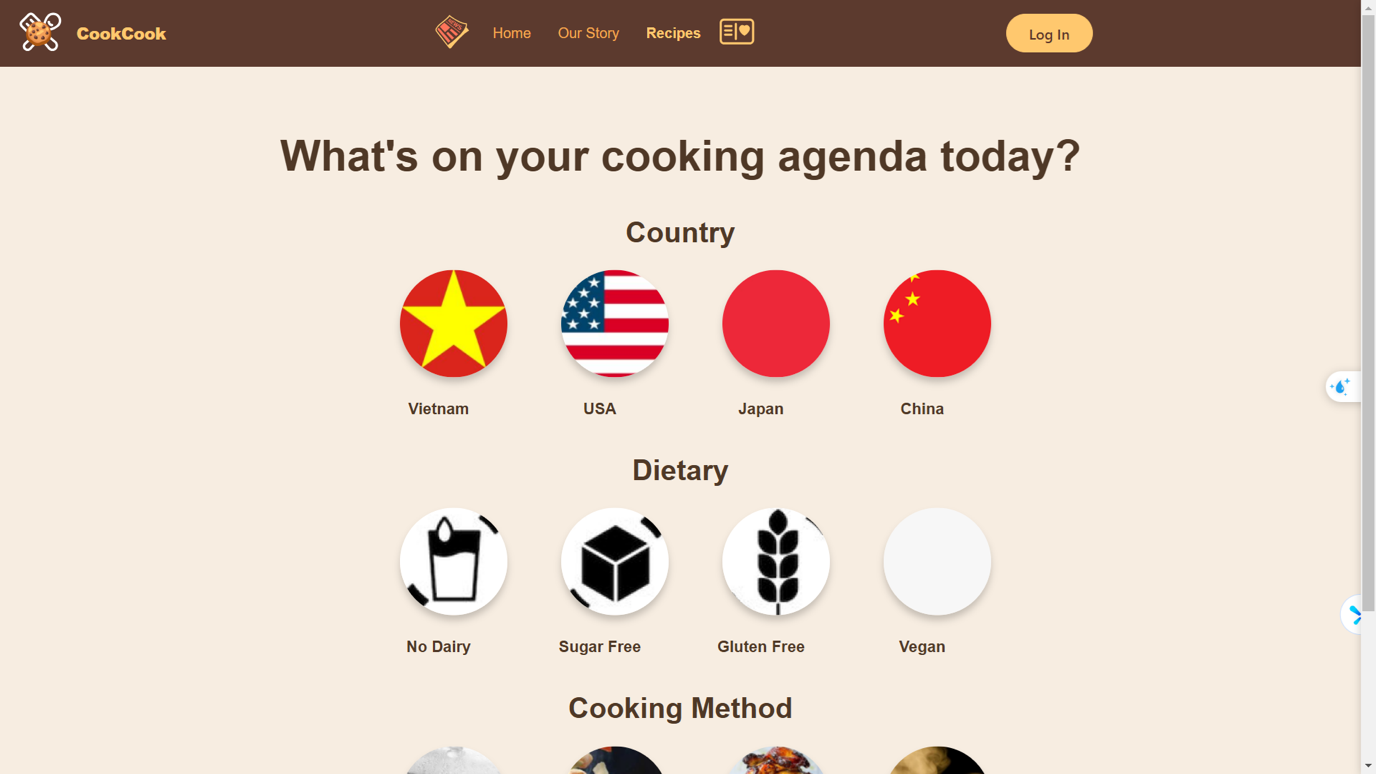 CookCook
Home Our Story Recipes
Log In
What's on your cooking agenda today?
Country
Vietnam USA Japan China
Dietary
No Dairy Sugar Free Gluten Free Vegan
Cooking Method